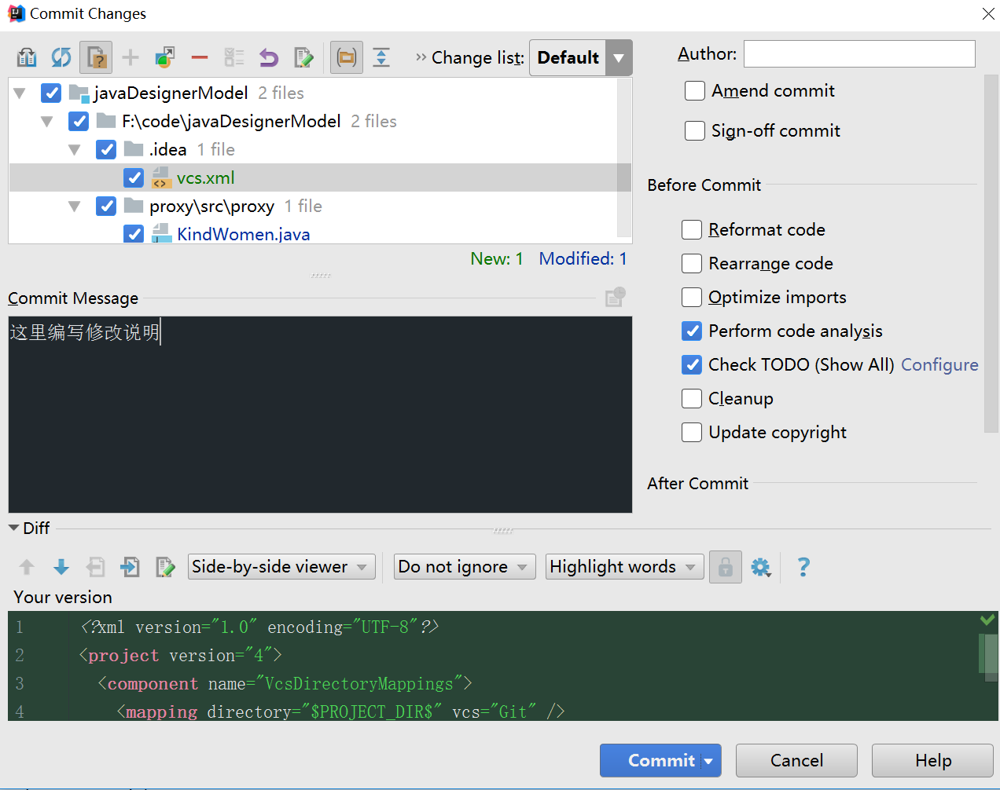 Commit Changes
Change list: Default
Author:
javaDesignerModel 2 files
F:\code\javaDesignerModel 2 files
.idea 1 file
vcs.xml
proxy\src\proxy 1 file
KindWomen.java
New: 1 Modified: 1
Amend commit
Sign-off commit
Before Commit
Reformat code
Rearrange code
Optimize imports
Perform code analysis
Check TODO (Show All) Configure
Cleanup
Update copyright
After Commit
Commit Message
这里编写修改说明
Diff
Side-by-side viewer Do not ignore Highlight words ?
Your version
1 <?xml version="1.0" encoding="UTF-8"?>
2 <project version="4">
3 <component name="VcsDirectoryMappings">
4 <mapping directory="$PROJECT_DIR$" vcs="Git" />
Commit Cancel Help